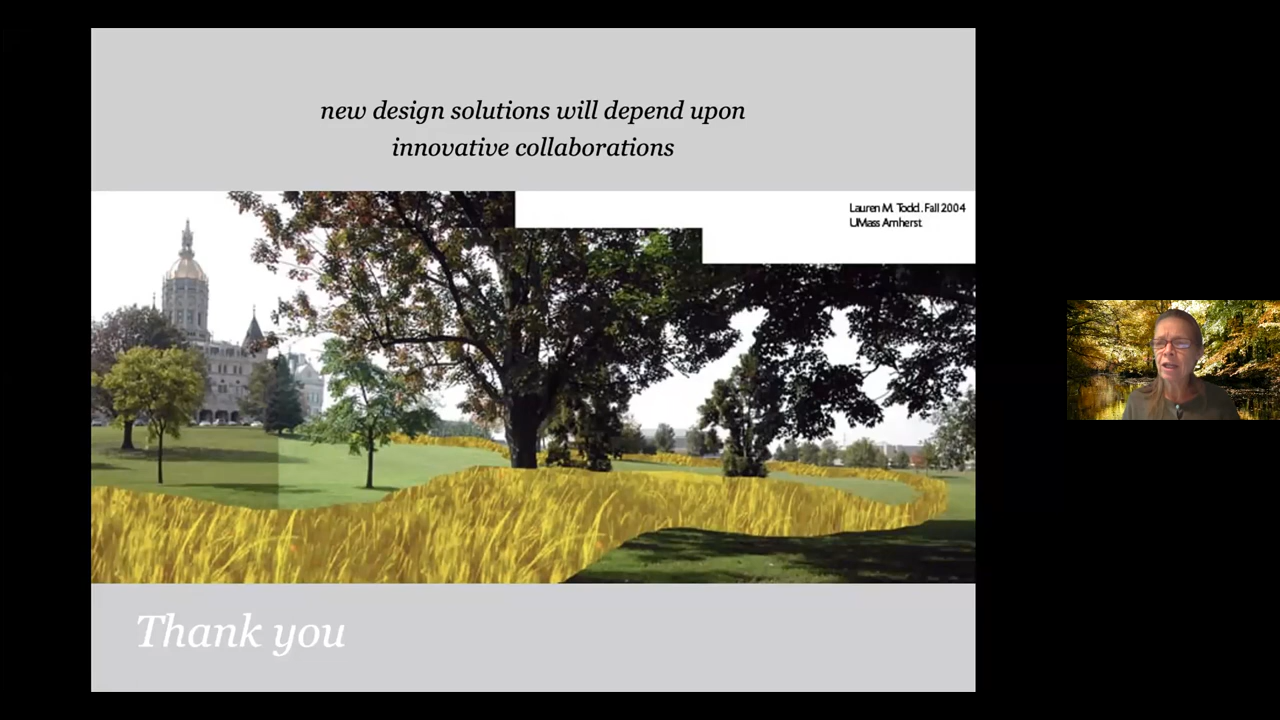 new design solutions will depend upon
innovative collaborations
Lauren M. Todd . Fall 2004
UMass Amherst
Thank you